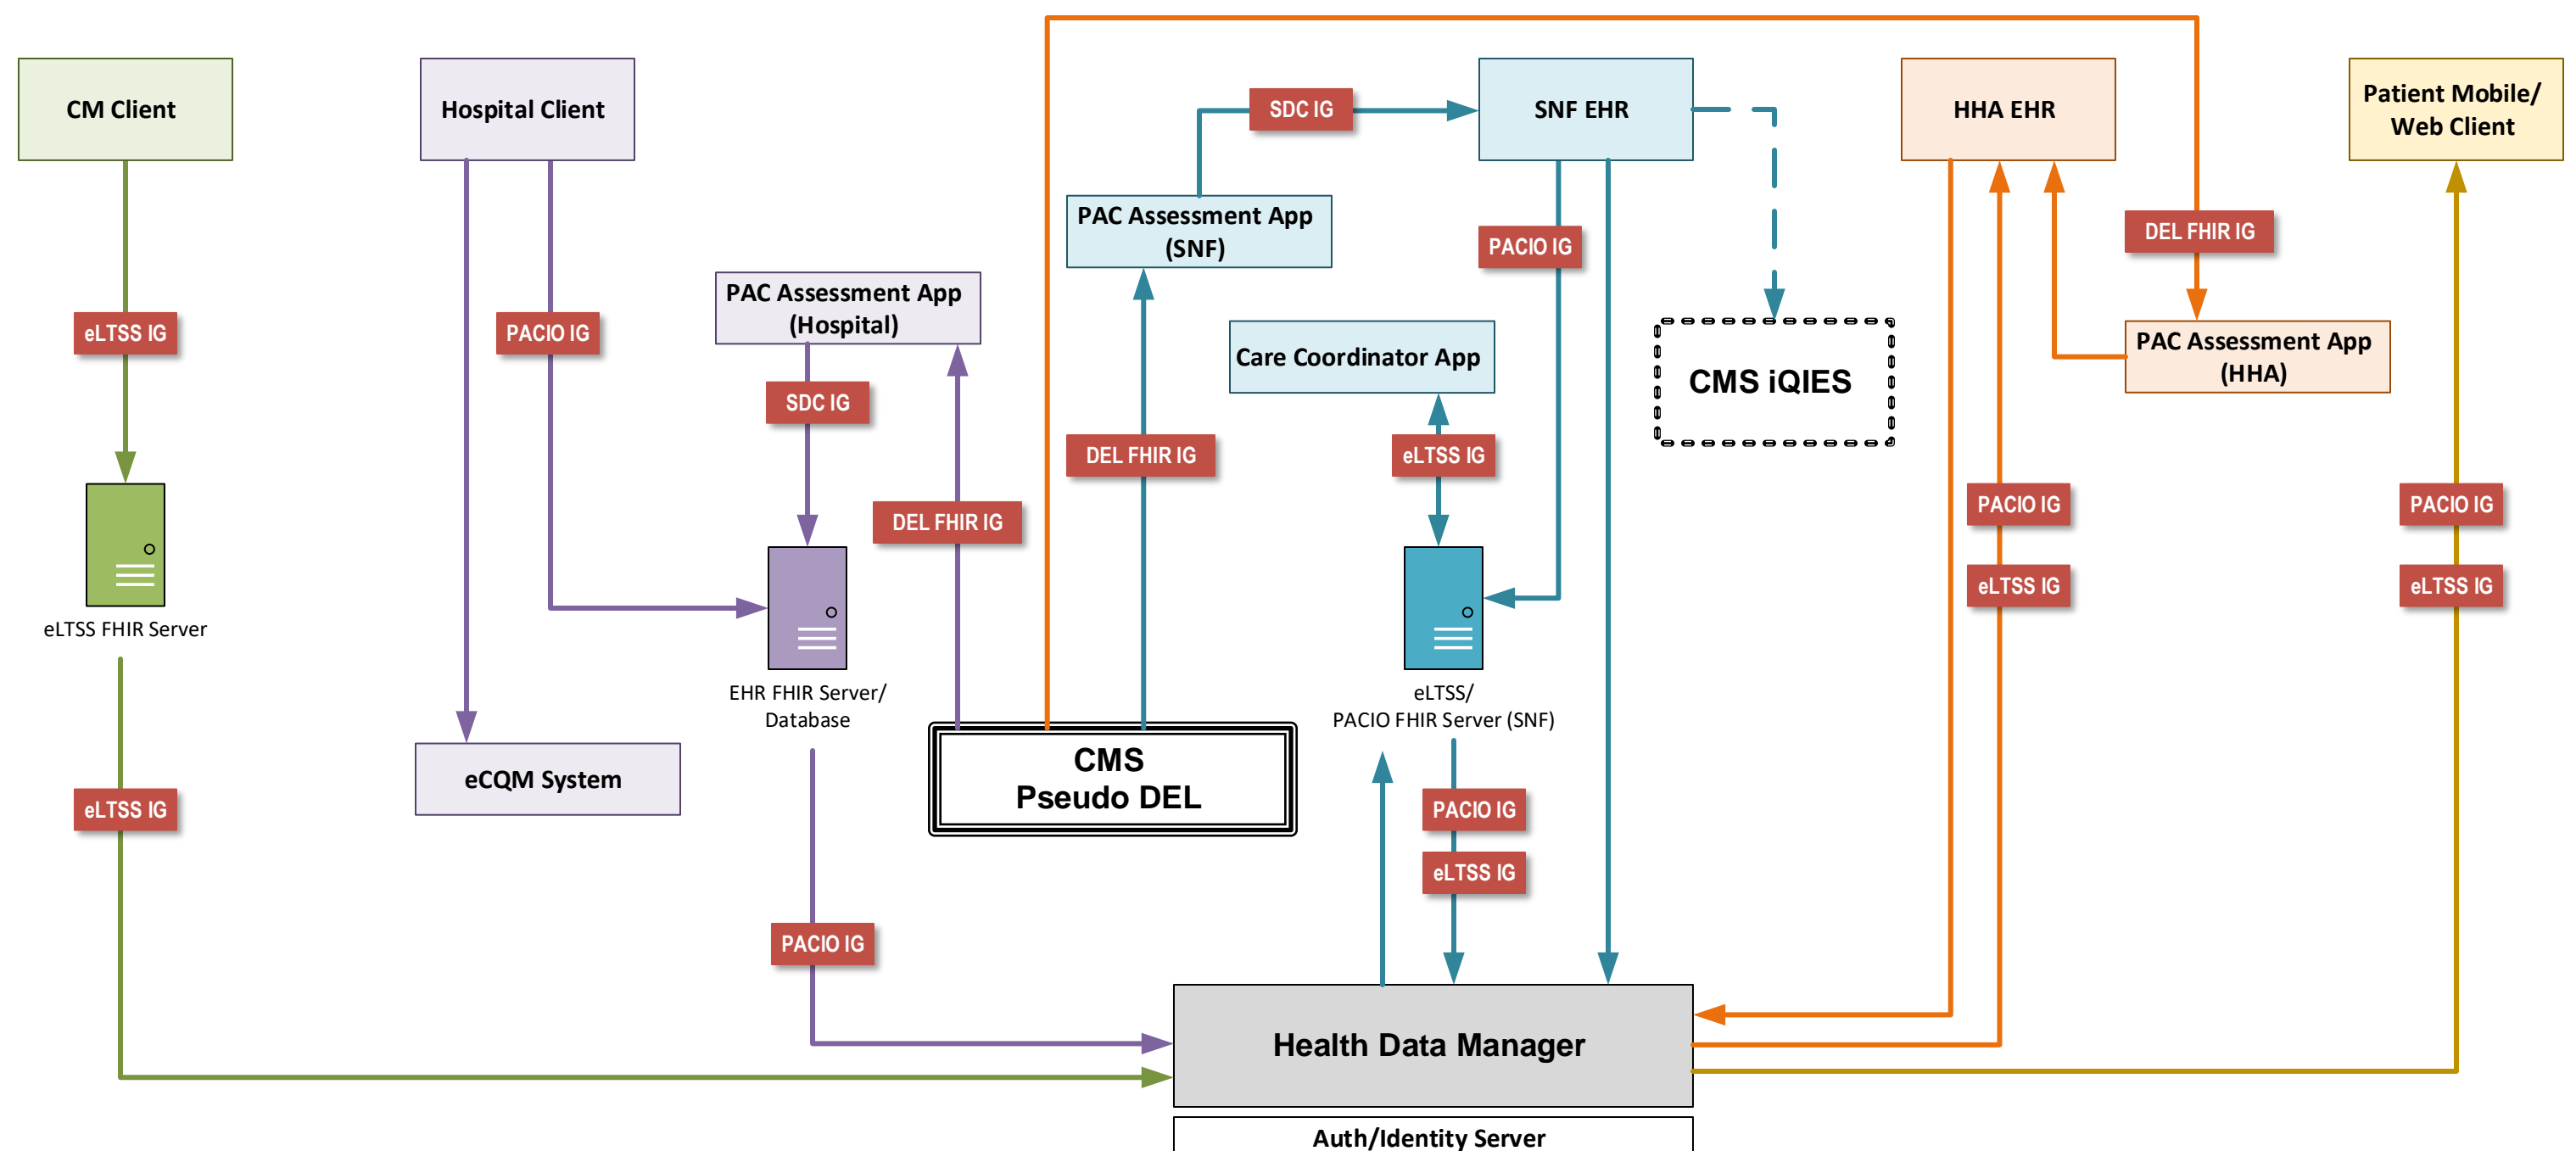 CM Client
Hospital Client
SDC IG
SNF EHR
HHA EHR
Patient Mobile/
Web Client
PAC Assessment App
(SNF)
PACIO IG
DEL FHIR IG
eLTSS IG
PACIO IG
PAC Assessment App
(Hospital)
SDC IG
Care Coordinator App
CMS iQIES
PAC Assessment App
(HHA)
DEL FHIR IG
eLTSS IG
DEL FHIR IG
PACIO IG
PACIO IG
eLTSS IG
eLTSS IG
eLTSS FHIR Server
EHR FHIR Server/
Database
eLTSS/
PACIO FHIR Server (SNF)
eCQM System
CMS
Pseudo DEL
eLTSS IG
PACIO IG
eLTSS IG
PACIO IG
Health Data Manager
Auth/Identity Server